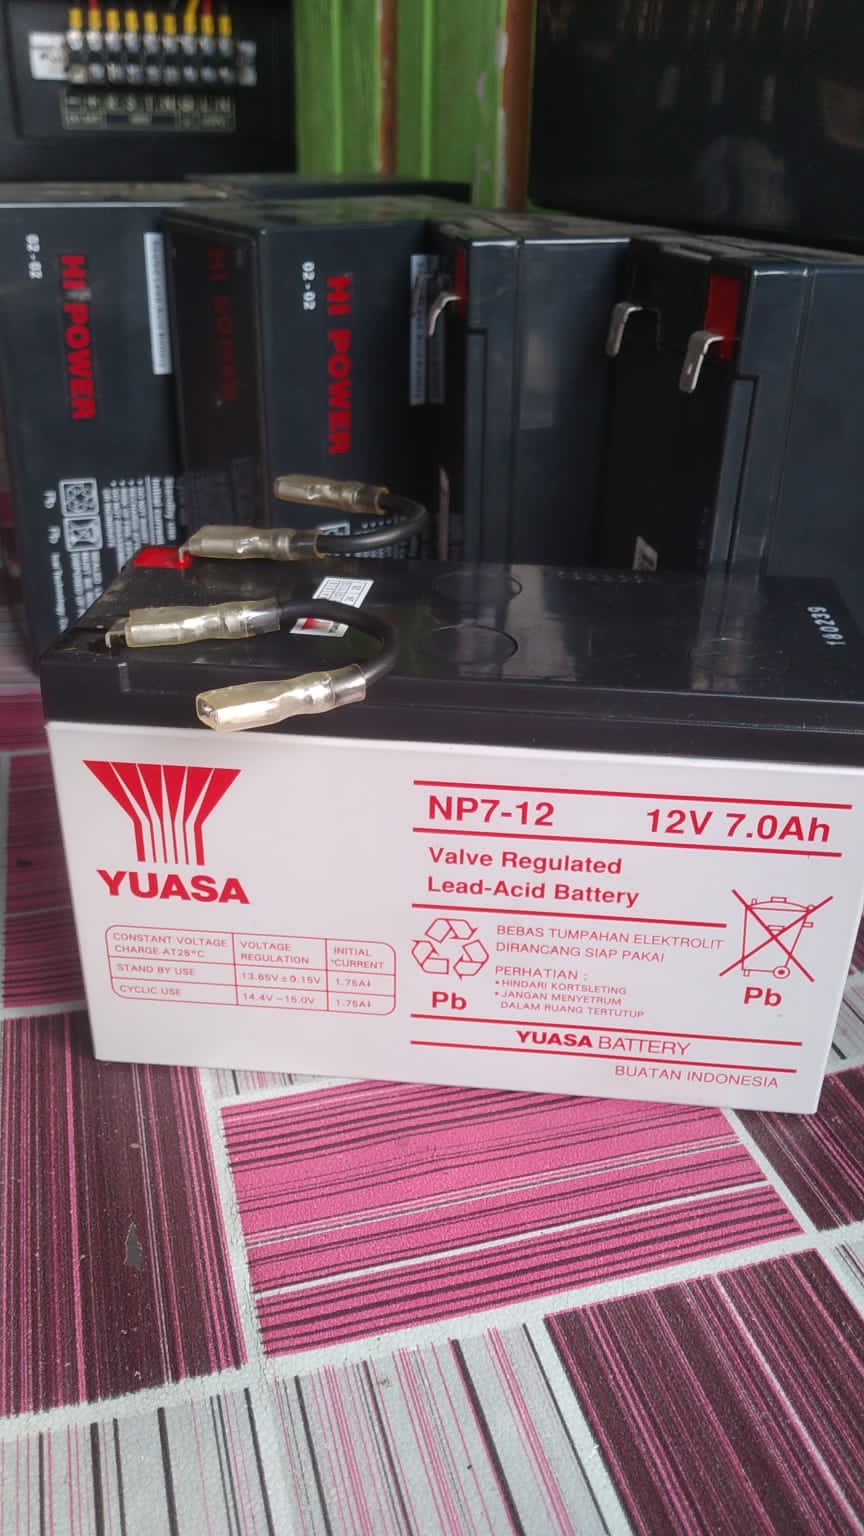 02-02
HI POWER
02-02
HI POWER
180239
YUASA
NP7-12 12V 7.0Ah
Valve Regulated
Lead-Acid Battery
CONSTANT VOLTAGE CHARGE AT25°C VOLTAGE REGULATION INITIAL CURRENT
STAND BY USE 13.65V±0.15V 1.75A
CYCLIC USE 14.4V~15.0V 1.75A
BEBAS TUMPAHAN ELEKTROLIT
DIRANCANG SIAP PAKAI
PERHATIAN :
• HINDARI KORTSLETING
• JANGAN MENYETRUM
DALAM RUANG TERTUTUP
Pb
Pb
YUASA BATTERY
BUATAN INDONESIA